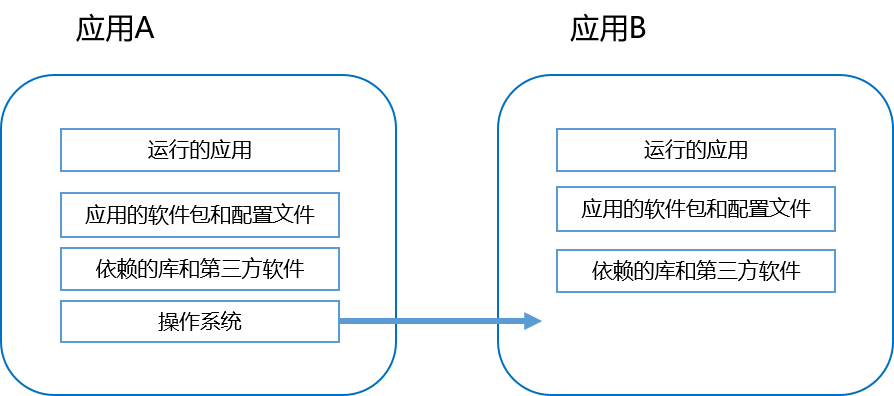 应用A
应用B
运行的应用
应用的软件包和配置文件
依赖的库和第三方软件
操作系统
运行的应用
应用的软件包和配置文件
依赖的库和第三方软件